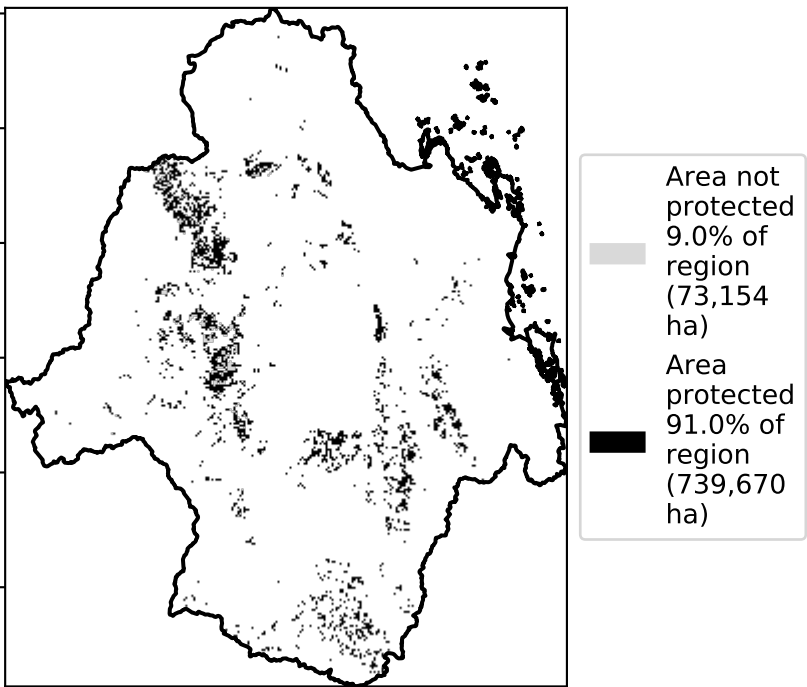 Area not
protected
9.0% of
region
(73,154
ha)
Area
protected
91.0% of
region
(739,670
ha)